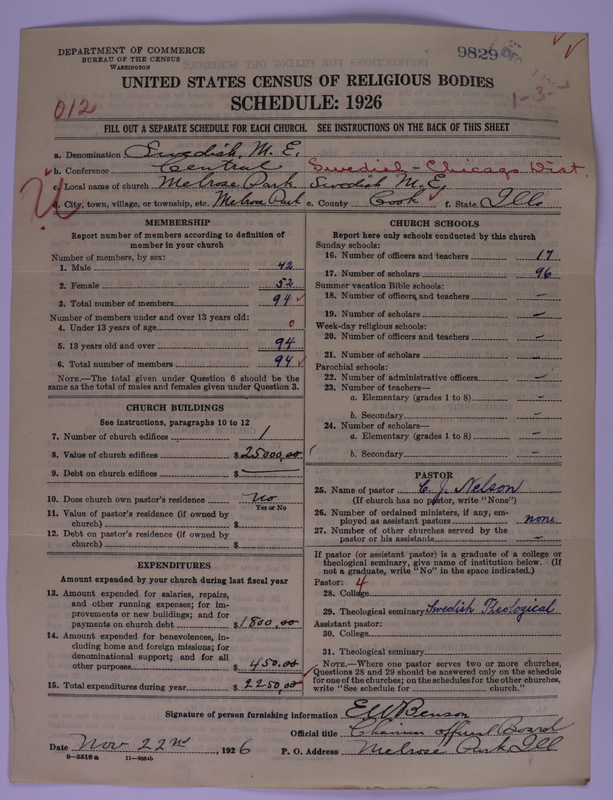 DEPARTMENT OF COMMERCE
BUREAU OF THE CENSUS
WASHINGTON
9829
DEC
UNITED STATES CENSUS OF RELIGIOUS BODIES
SCHEDULE: 1926
012
1-3-
FILL OUT A SEPARATE SCHEDULE FOR EACH CHURCH. SEE INSTRUCTIONS ON THE BACK OF THIS SHEET
a. Denomination Swedish M. E.
b. Conference Central Swedish - Chicago Dist.
c. Local name of church Melrose Park Swedish M. E.
d. City, town, village, or township, etc. Melrose Park e. County Cook f. State Ills
MEMBERSHIP
Report number of members according to definition of
member in your church
Number of members, by sex:
1. Male 42
2. Female 52
3. Total number of members 94
Number of members under and over 13 years old:
4. Under 13 years of age 0
5. 13 years old and over 94
6. Total number of members 94
NOTE.—The total given under Question 6 should be the
same as the total of males and females given under Question 3.
CHURCH BUILDINGS
See instructions, paragraphs 10 to 12
7. Number of church edifices 1
8. Value of church edifices $25000,00
9. Debt on church edifices $ —
10. Does church own pastor's residence No
Yes or No
11. Value of pastor's residence (if owned by
church) $
12. Debt on pastor's residence (if owned by
church) $
EXPENDITURES
Amount expended by your church during last fiscal year
13. Amount expended for salaries, repairs,
and other running expenses; for im-
provements or new buildings; and for
payments on church debt $1800,00
14. Amount expended for benevolences, in-
cluding home and foreign missions; for
denominational support; and for all
other purposes $450.00
15. Total expenditures during year $2250,00
CHURCH SCHOOLS
Report here only schools conducted by this church
Sunday schools:
16. Number of officers and teachers 17
17. Number of scholars 96
Summer vacation Bible schools:
18. Number of officers and teachers —
19. Number of scholars —
Week-day religious schools:
20. Number of officers and teachers —
21. Number of scholars —
Parochial schools:
22. Number of administrative officers —
23. Number of teachers—
a. Elementary (grades 1 to 8) —
b. Secondary —
24. Number of scholars—
a. Elementary (grades 1 to 8) —
b. Secondary —
PASTOR
25. Name of pastor C. J. Nelson
(If church has no pastor, write "None")
26. Number of ordained ministers, if any, em-
ployed as assistant pastors none
27. Number of other churches served by the
pastor or his assistants —
If pastor (or assistant pastor) is a graduate of a college or
theological seminary, give name of institution below. (If
not a graduate, write "No" in the space indicated.)
Pastor: 4
28. College
29. Theological seminary Swedish Theological
Assistant pastor:
30. College
31. Theological seminary
NOTE.—Where one pastor serves two or more churches,
Questions 28 and 29 should be answered only on the schedule
for one of the churches; on the schedules for the other churches,
write "See schedule for church."
Signature of person furnishing information E W Benson
Official title Chairman official Board
Date Nov 22nd, 1926 P. O. Address Melrose Park Ill
8—5318a 11—9284b